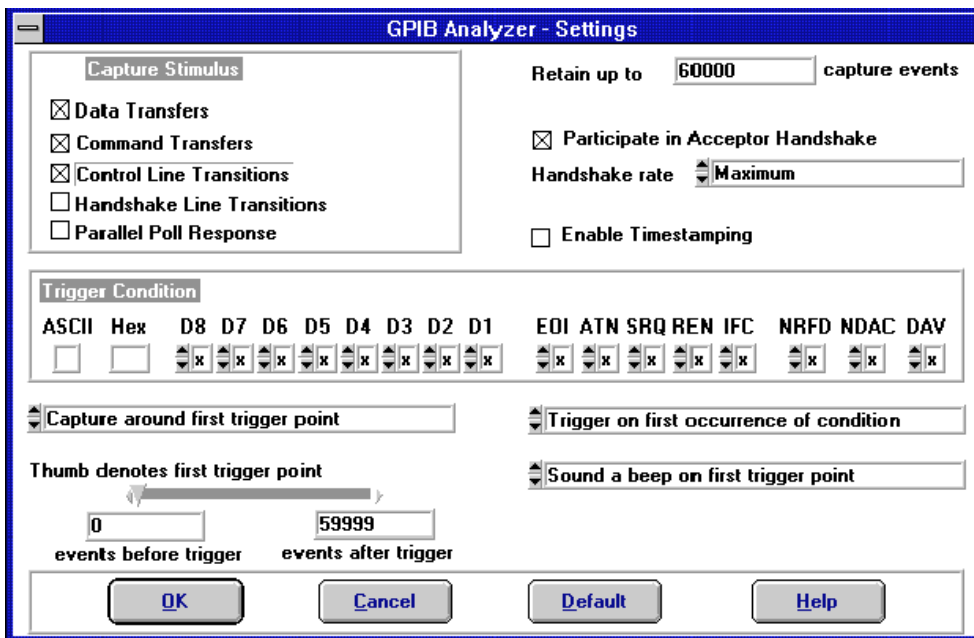 GPIB Analyzer - Settings
Capture Stimulus
Data Transfers
Command Transfers
Control Line Transitions
Handshake Line Transitions
Parallel Poll Response
Retain up to 60000 capture events
Participate in Acceptor Handshake
Handshake rate Maximum
Enable Timestamping
Trigger Condition
ASCII Hex D8 D7 D6 D5 D4 D3 D2 D1 EOI ATN SRQ REN IFC NRFD NDAC DAV
x x x x x x x x x x x x x x x x
Capture around first trigger point
Trigger on first occurrence of condition
Thumb denotes first trigger point
Sound a beep on first trigger point
0 59999
events before trigger events after trigger
OK Cancel Default Help